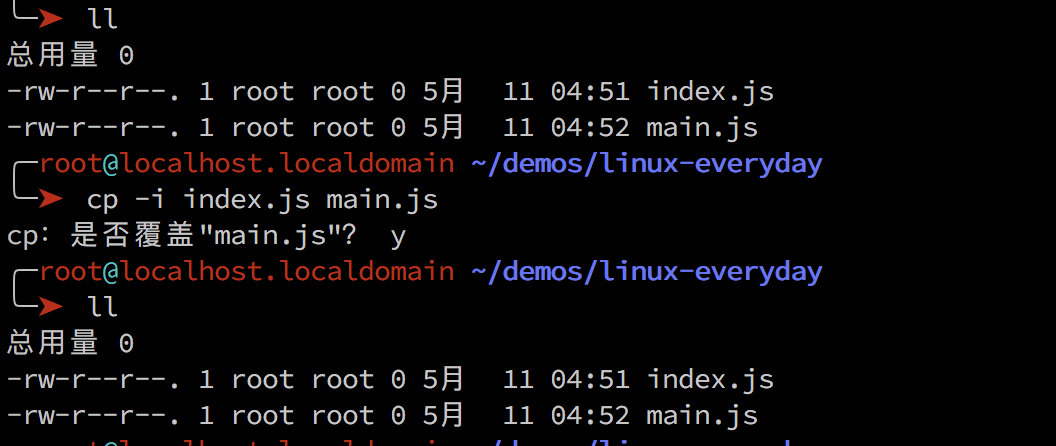 ll
总用量 0
-rw-r--r--. 1 root root 0 5月  11 04:51 index.js
-rw-r--r--. 1 root root 0 5月  11 04:52 main.js
root@localhost.localdomain ~/demos/linux-everyday
cp -i index.js main.js
cp：是否覆盖"main.js"？ y
root@localhost.localdomain ~/demos/linux-everyday
ll
总用量 0
-rw-r--r--. 1 root root 0 5月  11 04:51 index.js
-rw-r--r--. 1 root root 0 5月  11 04:52 main.js